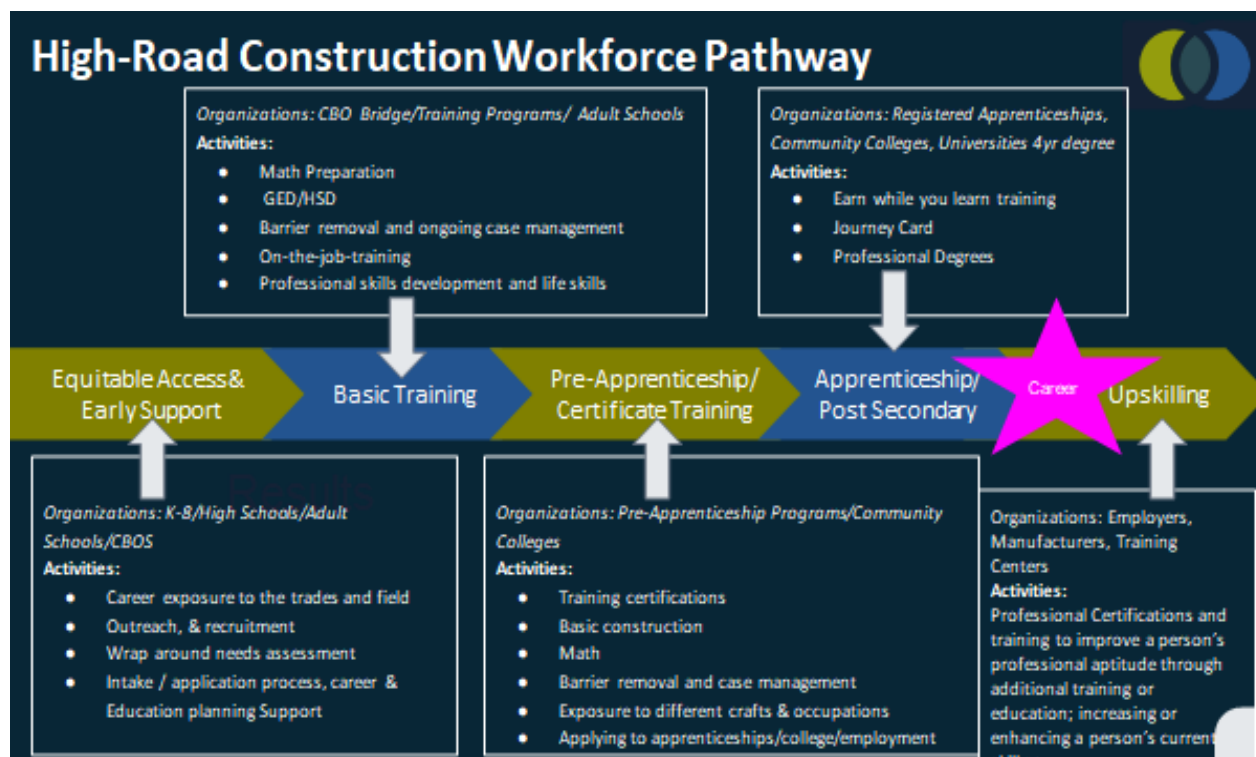 High-Road Construction Workforce Pathway
Organizations: CBO Bridge/Training Programs/ Adult Schools
Activities:
● Math Preparation
● GED/HSD
● Barrier removal and ongoing case management
● On-the-job-training
● Professional skills development and life skills
Organizations: Registered Apprenticeships,
Community Colleges, Universities 4yr degree
Activities:
● Earn while you learn training
● Journey Card
● Professional Degrees
Equitable Access&
Early Support
Basic Training
Pre-Apprenticeship/
Certificate Training
Apprenticeship/
Post Secondary
Career
Upskilling
Results
Organizations: K-8/High Schools/Adult
Schools/CBOS
Activities:
● Career exposure to the trades and field
● Outreach, & recruitment
● Wrap around needs assessment
● Intake / application process, career &
Education planning Support
Organizations: Pre-Apprenticeship Programs/Community
Colleges
Activities:
● Training certifications
● Basic construction
● Math
● Barrier removal and case management
● Exposure to different crafts & occupations
● Applying to apprenticeships/college/employment
Organizations: Employers,
Manufacturers, Training
Centers
Activities:
Professional Certifications and
training to improve a person's
professional aptitude through
additional training or
education; increasing or
enhancing a person's current